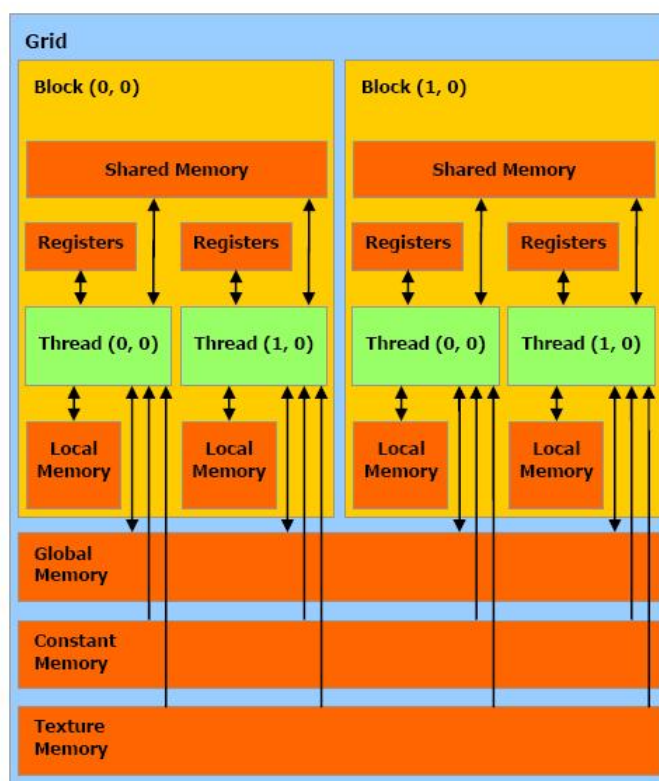 Grid
Block (0, 0)
Block (1, 0)
Shared Memory
Shared Memory
Registers
Registers
Registers
Registers
Thread (0, 0)
Thread (1, 0)
Thread (0, 0)
Thread (1, 0)
Local
Memory
Local
Memory
Local
Memory
Local
Memory
Global
Memory
Constant
Memory
Texture
Memory